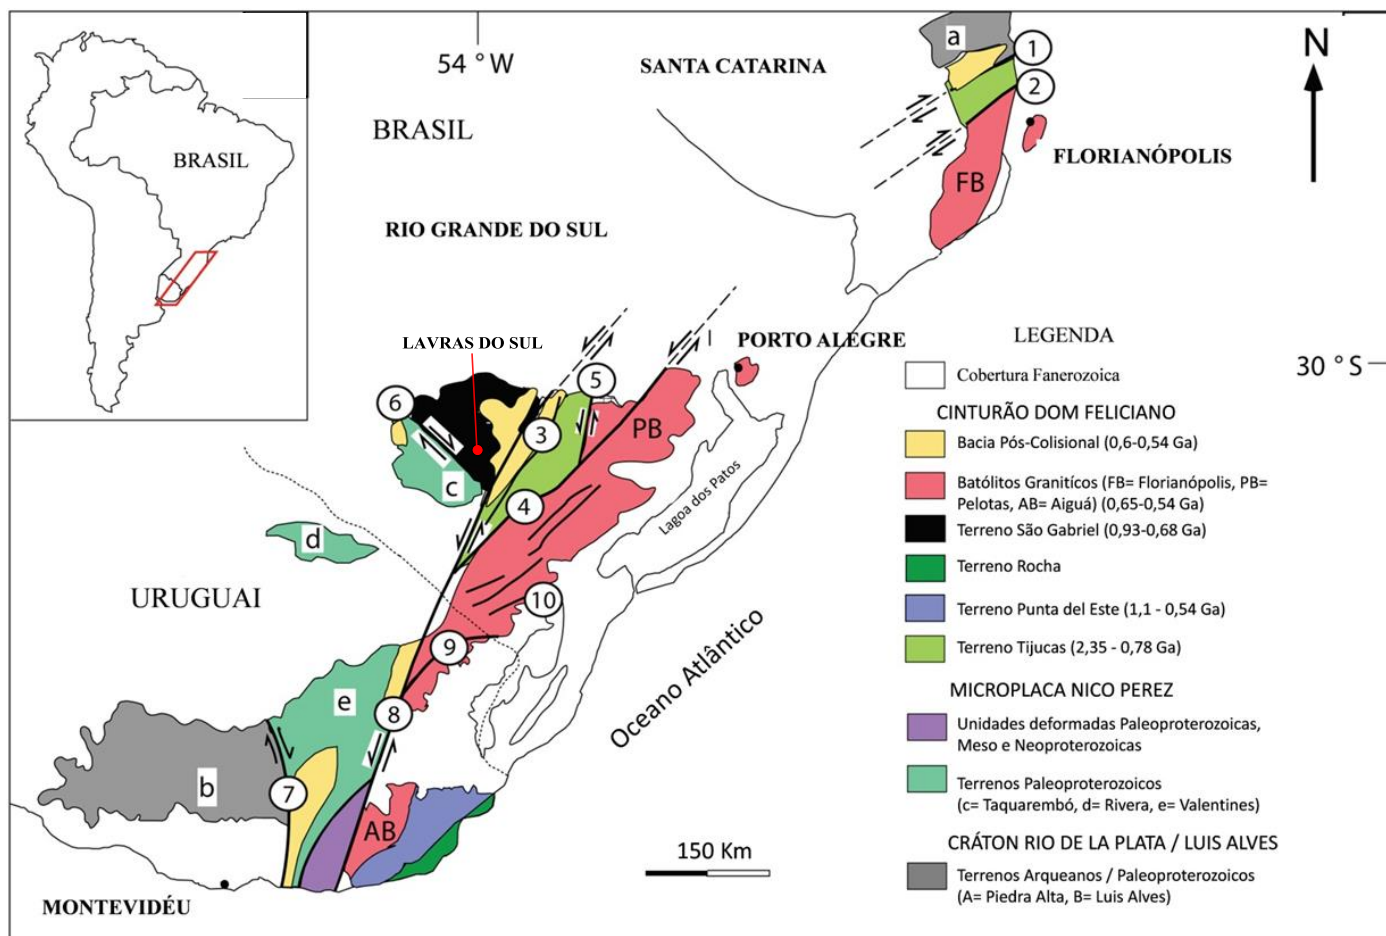 BRASIL
54 ° W
BRASIL
SANTA CATARINA
a
1
2
N
FLORIANÓPOLIS
FB
RIO GRANDE DO SUL
LAVRAS DO SUL
PORTO ALEGRE
30 ° S
6
5
3
PB
c
4
Lagoa dos Patos
d
URUGUAI
10
9
e
8
Oceano Atlântico
b
7
AB
150 Km
MONTEVIDÉU
LEGENDA
Cobertura Fanerozoica
CINTURÃO DOM FELICIANO
Bacia Pós-Colisional (0,6-0,54 Ga)
Batólitos Graniticos (FB= Florianópolis, PB=
Pelotas, AB= Aiguá) (0,65-0,54 Ga)
Terreno São Gabriel (0,93-0,68 Ga)
Terreno Rocha
Terreno Punta del Este (1,1 - 0,54 Ga)
Terreno Tijucas (2,35 - 0,78 Ga)
MICROPLACA NICO PEREZ
Unidades deformadas Paleoproterozoicas,
Meso e Neoproterozoicas
Terrenos Paleoproterozoicos
(c= Taquarembó, d= Rivera, e= Valentines)
CRÁTON RIO DE LA PLATA / LUIS ALVES
Terrenos Arqueanos / Paleoproterozoicos
(A= Piedra Alta, B= Luis Alves)